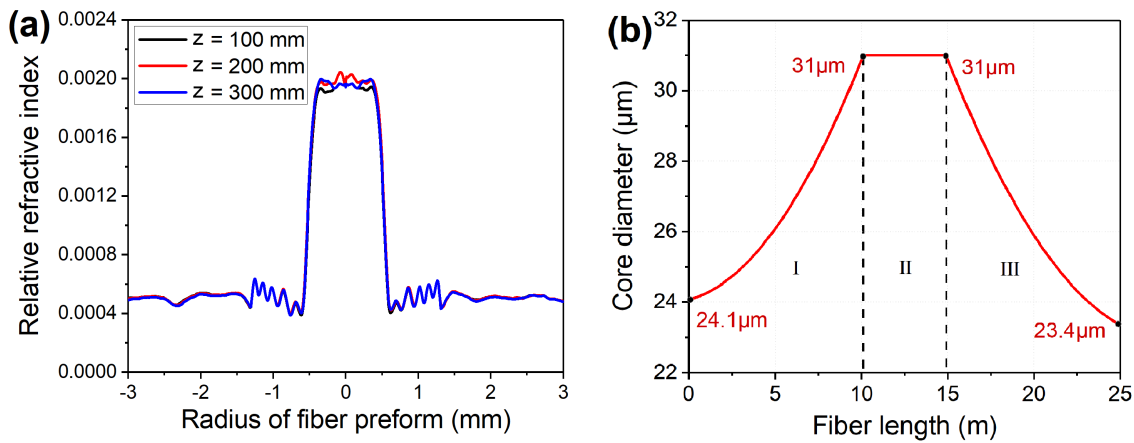 (a)
Relative refractive index
0.0024
0.0020
0.0016
0.0012
0.0008
0.0004
0.0000
z = 100 mm
z = 200 mm
z = 300 mm
-3 -2 -1 0 1 2 3
Radius of fiber preform (mm)
(b)
Core diameter (µm)
32
30
28
26
24
22
31µm
31µm
I
II
III
24.1µm
23.4µm
0 5 10 15 20 25
Fiber length (m)